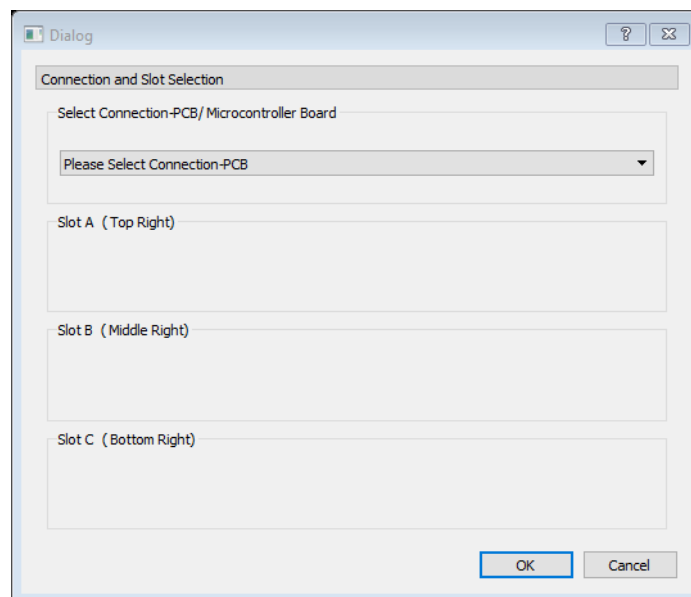 Dialog
?
Connection and Slot Selection
Select Connection-PCB/ Microcontroller Board
Please Select Connection-PCB
Slot A ( Top Right)
Slot B ( Middle Right)
Slot C ( Bottom Right)
OK Cancel